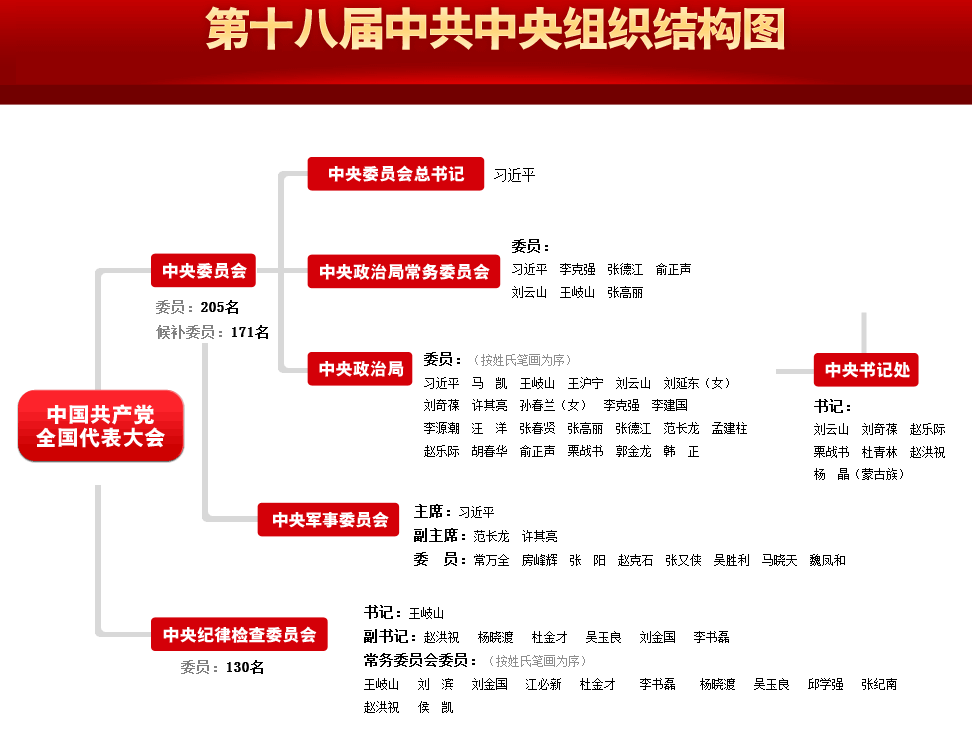 第十八届中共中央组织结构图
中央委员会总书记 习近平
委员：
中央委员会
中央政治局常务委员会
习近平 李克强 张德江 俞正声
刘云山 王岐山 张高丽
委员：205名
候补委员：171名
中央政治局
委员：（按姓氏笔画为序）
习近平 马 凯 王岐山 王沪宁 刘云山 刘延东（女）
刘奇葆 许其亮 孙春兰（女） 李克强 李建国
李源潮 汪 洋 张春贤 张高丽 张德江 范长龙 孟建柱
赵乐际 胡春华 俞正声 栗战书 郭金龙 韩 正
中央书记处
书记：
刘云山 刘奇葆 赵乐际
栗战书 杜青林 赵洪祝
杨 晶（蒙古族）
中国共产党
全国代表大会
中央军事委员会
主席：习近平
副主席：范长龙 许其亮
委 员：常万全 房峰辉 张 阳 赵克石 张又侠 吴胜利 马晓天 魏凤和
中央纪律检查委员会
委员：130名
书记：王岐山
副书记：赵洪祝 杨晓渡 杜金才 吴玉良 刘金国 李书磊
常务委员会委员：（按姓氏笔画为序）
王岐山 刘 滨 刘金国 江必新 杜金才 李书磊 杨晓渡 吴玉良 邱学强 张纪南
赵洪祝 侯 凯